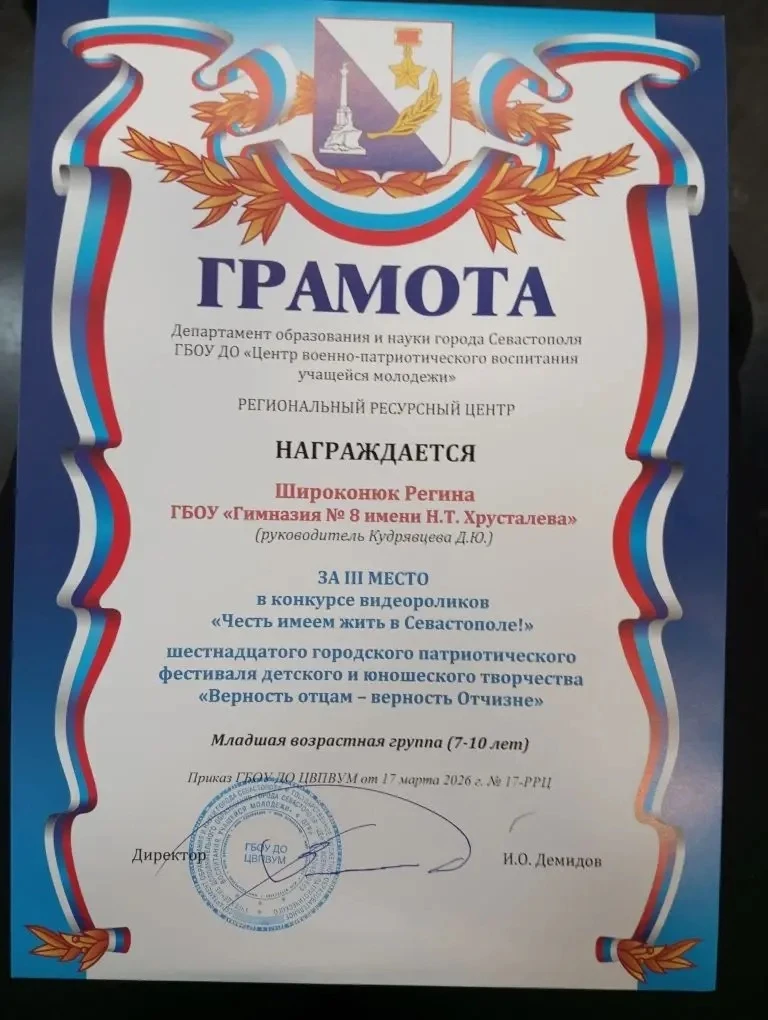 ГРАМОТА
Департамент образования и науки города Севастополя
ГБОУ ДО «Центр военно-патриотического воспитания
учащейся молодежи»
РЕГИОНАЛЬНЫЙ РЕСУРСНЫЙ ЦЕНТР
НАГРАЖДАЕТСЯ
Широконюк Регина
ГБОУ «Гимназия № 8 имени Н.Т. Хрусталева»
(руководитель Кудрявцева Д.Ю.)
ЗА III МЕСТО
в конкурсе видеороликов
«Честь имеем жить в Севастополе!»
шестнадцатого городского патриотического
фестиваля детского и юношеского творчества
«Верность отцам – верность Отчизне»
Младшая возрастная группа (7-10 лет)
Приказ ГБОУ ДО ЦВПВУМ от 17 марта 2026 г. № 17-РРЦ
Директор
ГБОУ ДО
ЦВПВУМ
И.О. Демидов